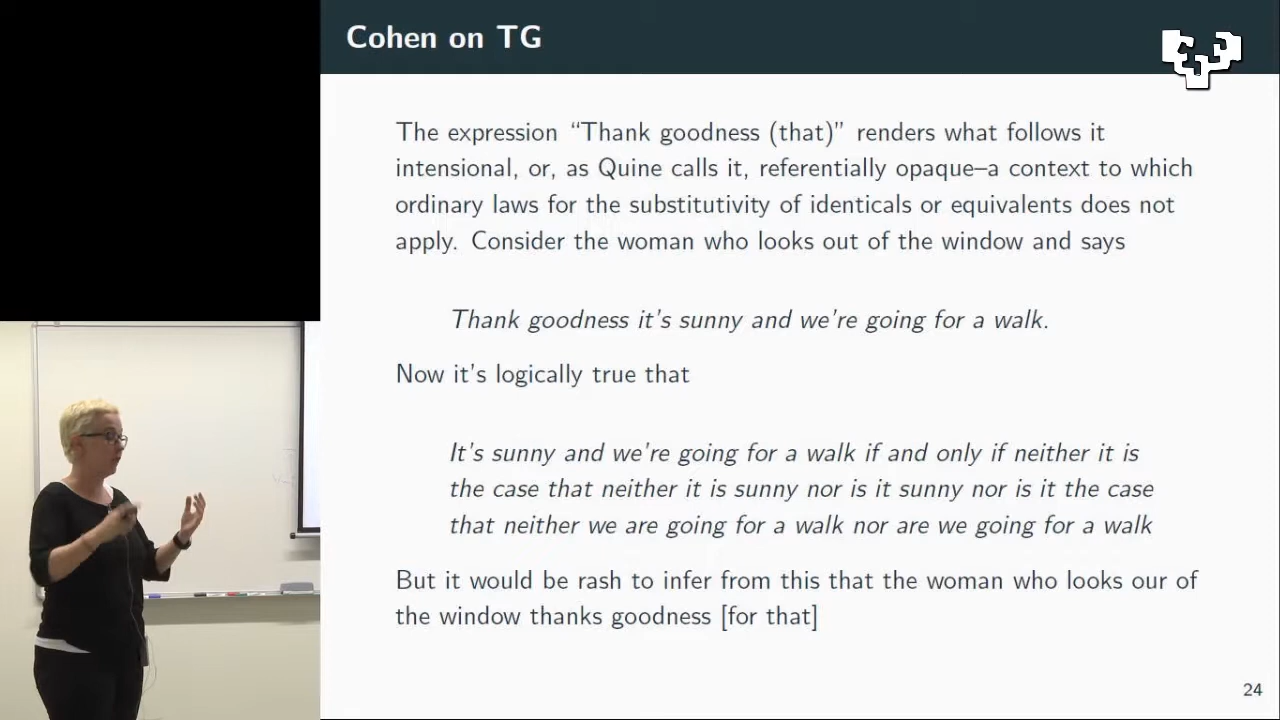 Cohen on TG
The expression “Thank goodness (that)” renders what follows it
intensional, or, as Quine calls it, referentially opaque–a context to which
ordinary laws for the substitutivity of identicals or equivalents does not
apply. Consider the woman who looks out of the window and says
Thank goodness it's sunny and we're going for a walk.
Now it's logically true that
It's sunny and we're going for a walk if and only if neither it is
the case that neither it is sunny nor is it sunny nor is it the case
that neither we are going for a walk nor are we going for a walk
But it would be rash to infer from this that the woman who looks our of
the window thanks goodness [for that]
24